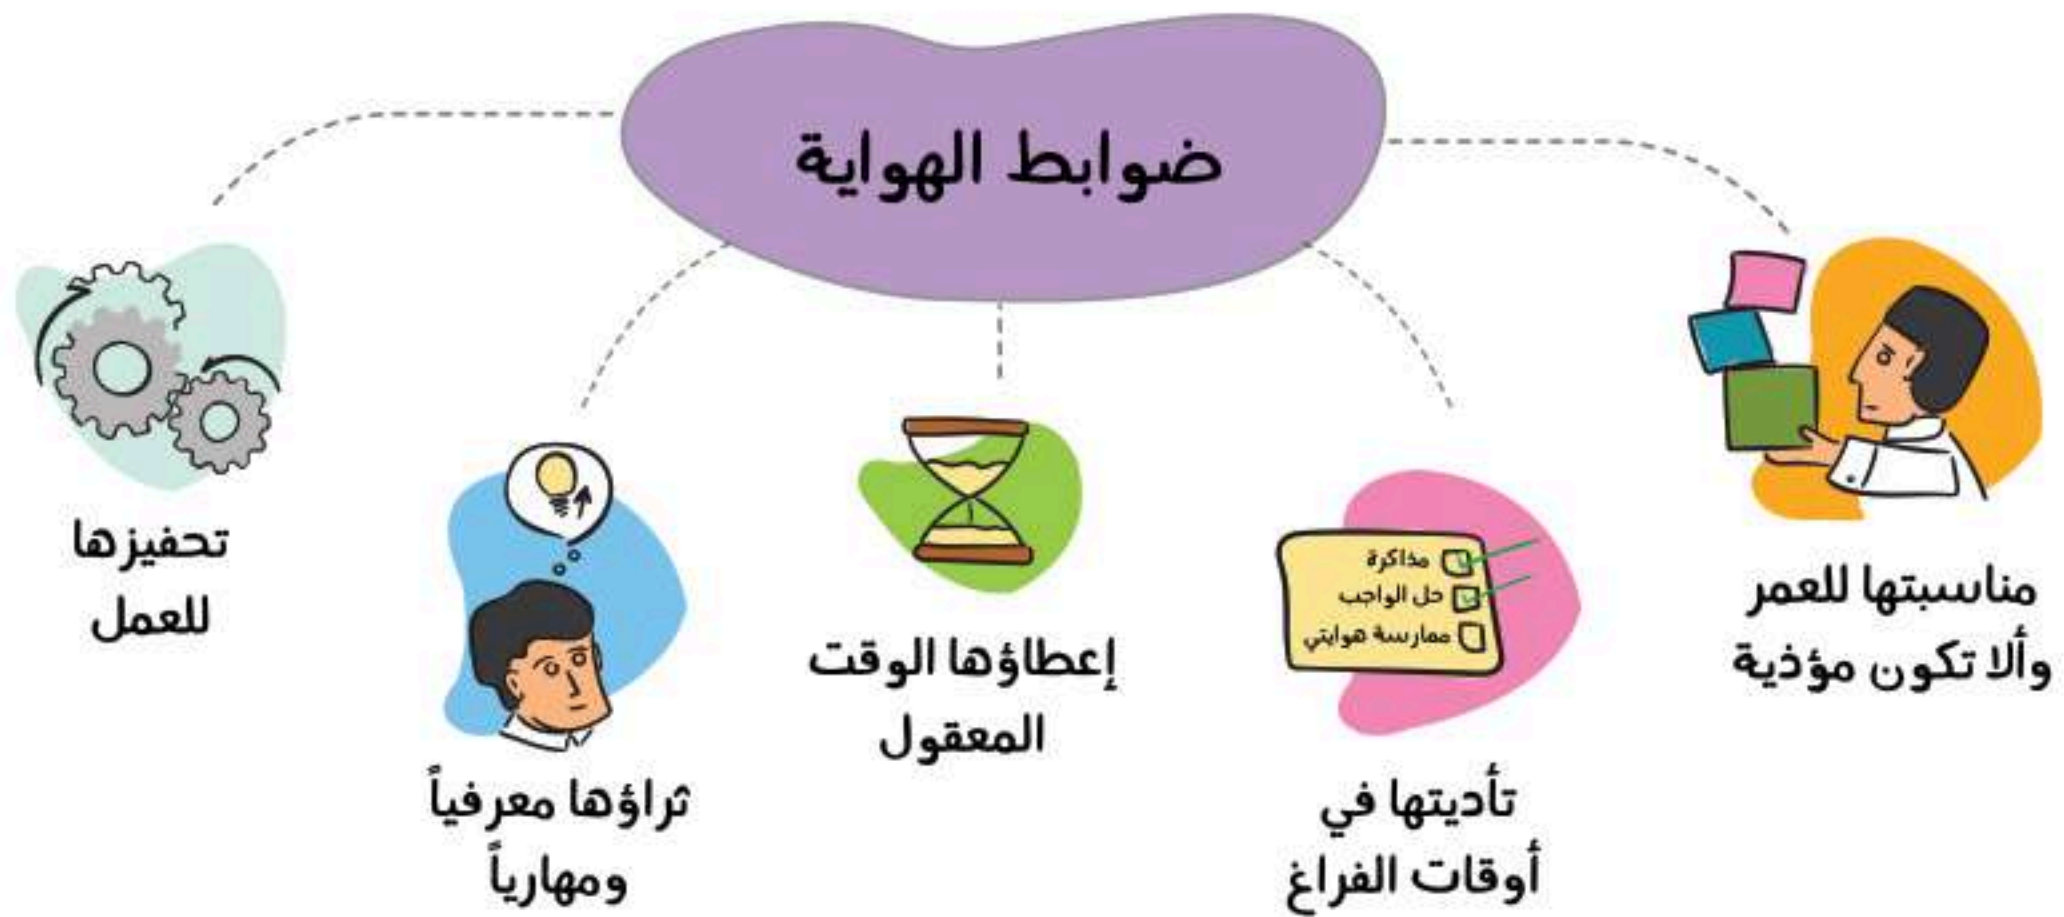 ضوابط الهواية
مناسبتها للعمر
وألا تكون مؤذية
مذاكرة
حل الواجب
ممارسة هوايتي
تأديتها في
أوقات الفراغ
إعطاؤها الوقت
المعقول
ثراؤها معرفياً
ومهارياً
تحفيزها
للعمل